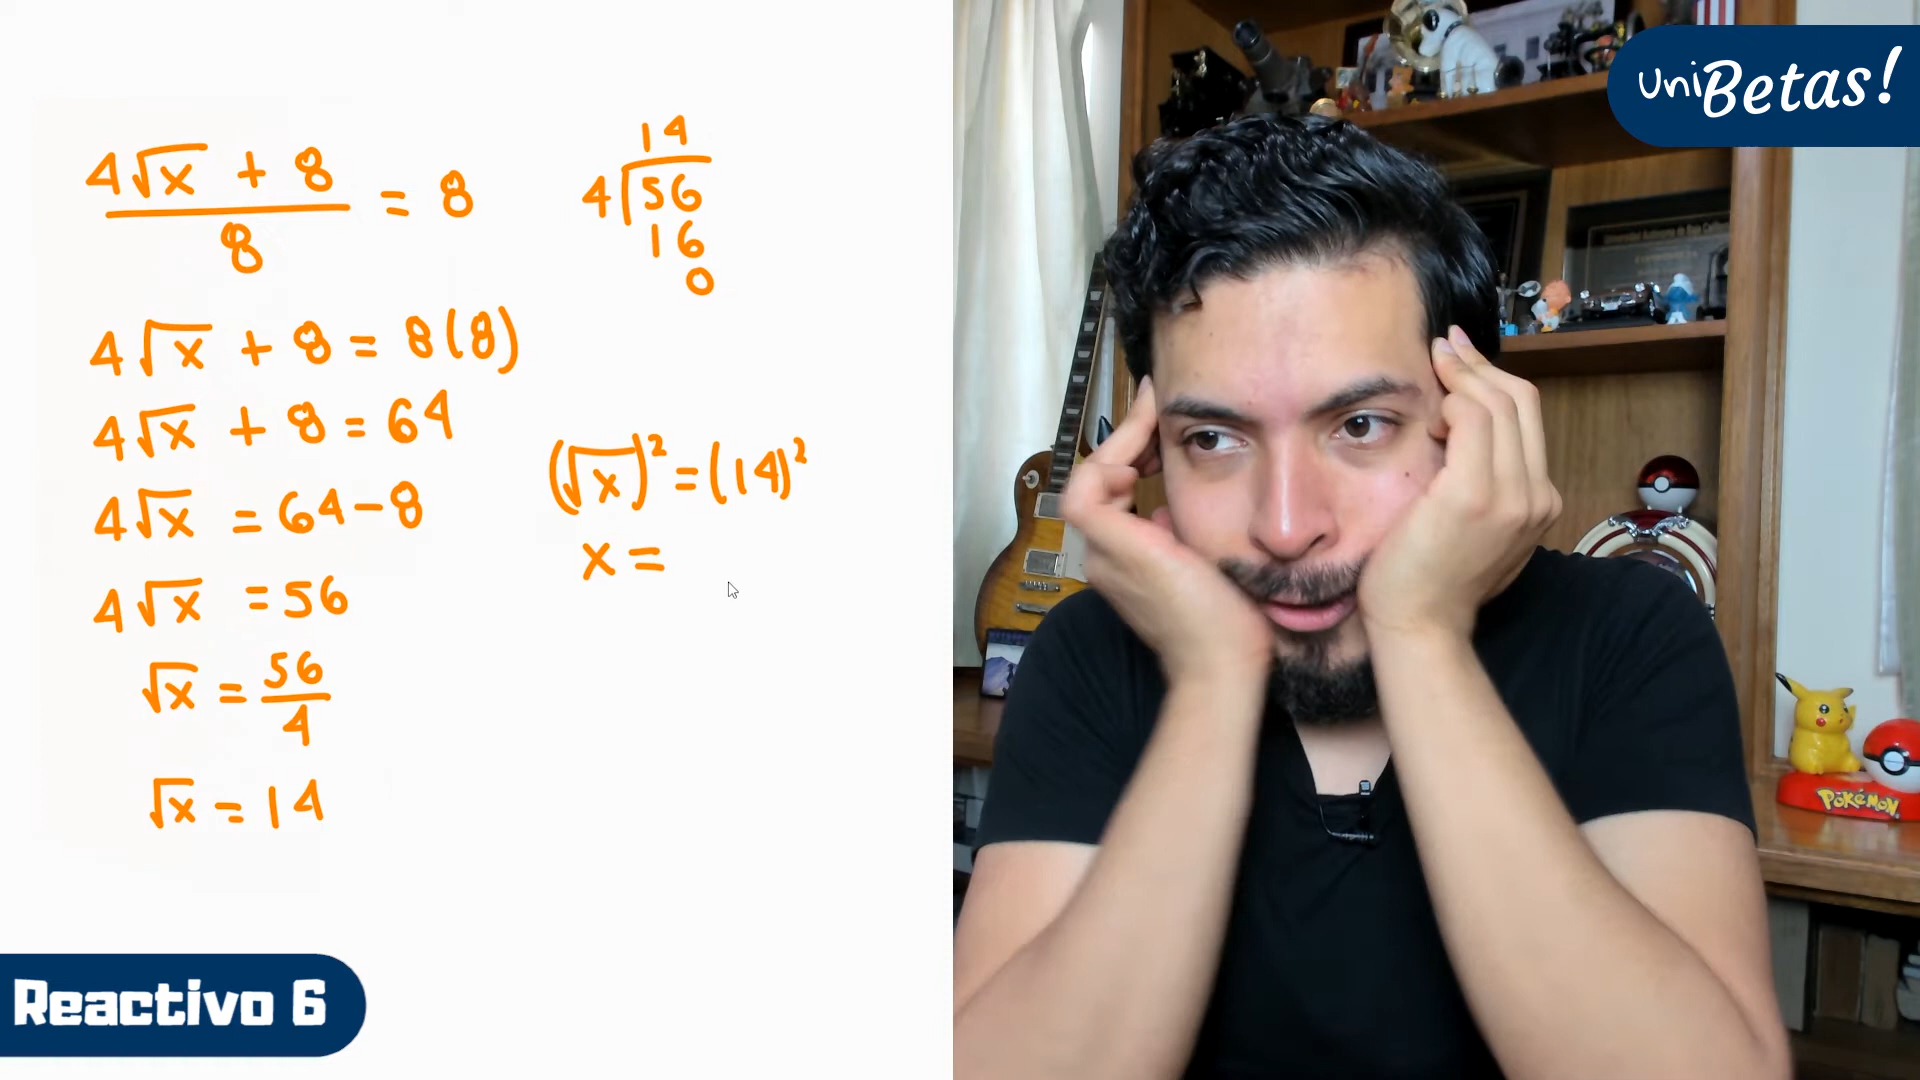 4√x + 8
8
= 8
4√x + 8 = 8(8)
4√x + 8 = 64
4√x = 64-8
4√x = 56
√x = 56
4
√x = 14
14
4 56
16
0
(√x)² = (14)²
x =
UniBetas!
POKéMON
Reactivo 6